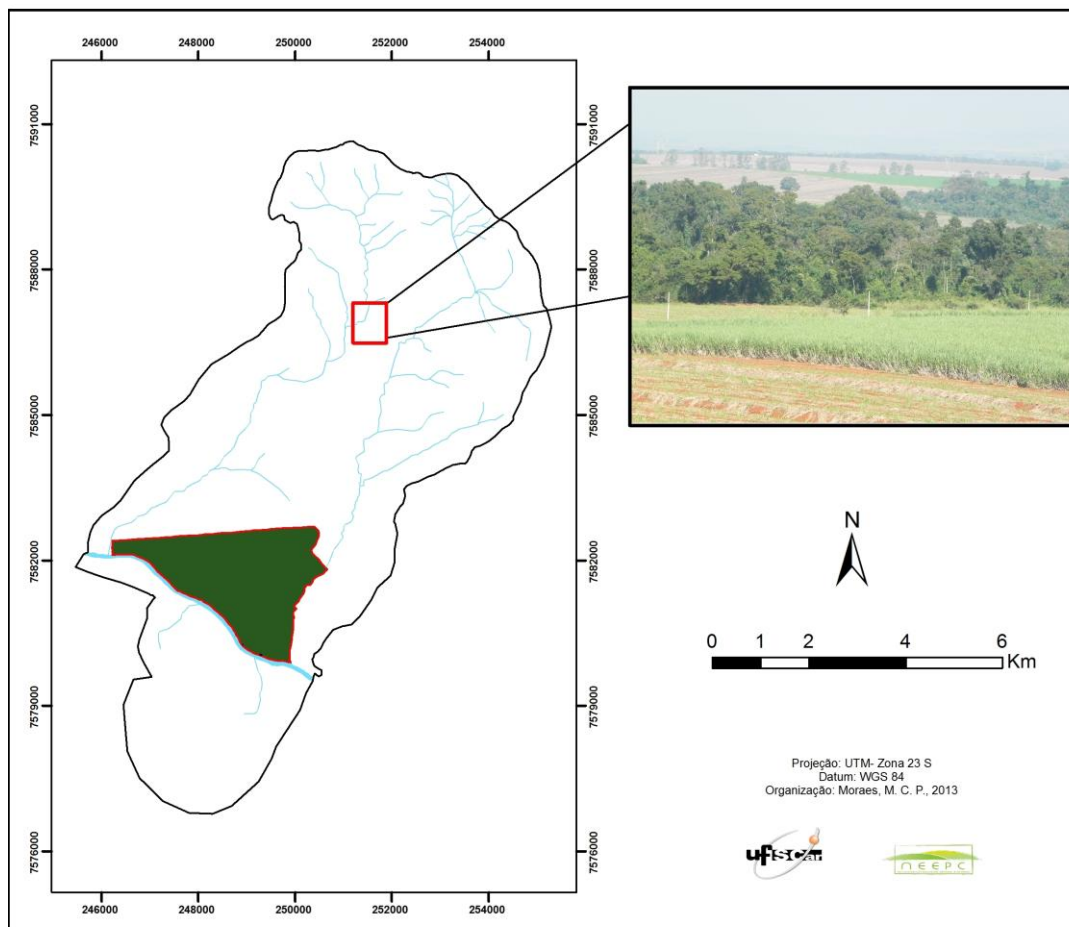 246000 248000 250000 252000 254000
7591000 7591000
7588000 7588000
7585000 7585000
7582000 7582000
7579000 7579000
7576000 7576000
246000 248000 250000 252000 254000
N
0 1 2 4 6
Km
Projeção: UTM- Zona 23 S
Datum: WGS 84
Organização: Moraes, M. C. P., 2013
ufscar
NEEPC